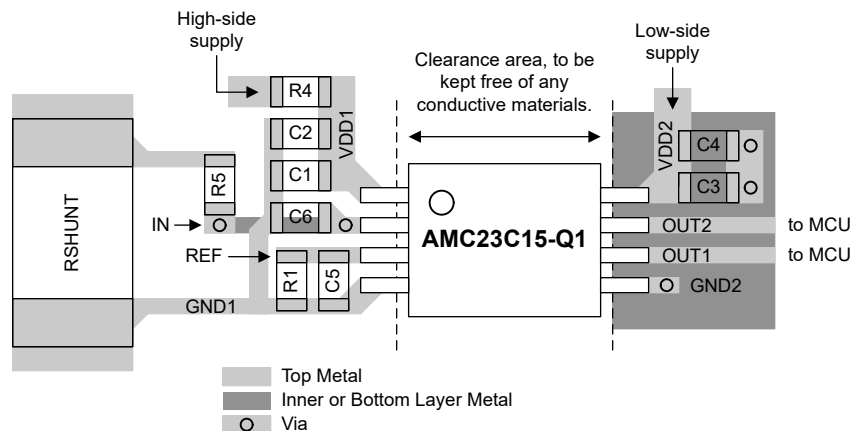 High-side
supply
Low-side
supply
Clearance area, to be
kept free of any
conductive materials.
R4
C2
C1
C6
VDD1
VDD2
C4
C3
R5
RSHUNT
IN
REF
R1
C5
GND1
AMC23C15-Q1
OUT2
to MCU
OUT1
to MCU
GND2
Top Metal
Inner or Bottom Layer Metal
Via